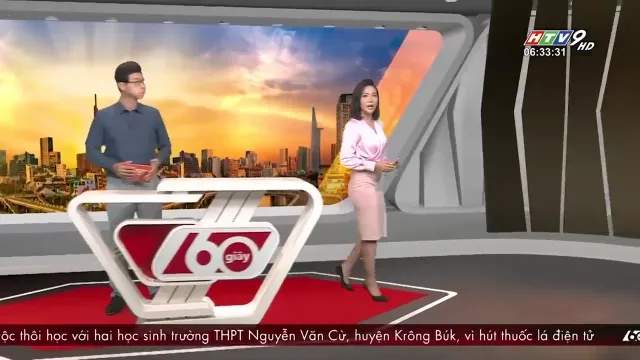 HTV9 HD
06:33:31
60
giây
ộc thôi học với hai học sinh trường THPT Nguyễn Văn Cừ, huyện Krông Búk, vì hút thuốc lá điện tử